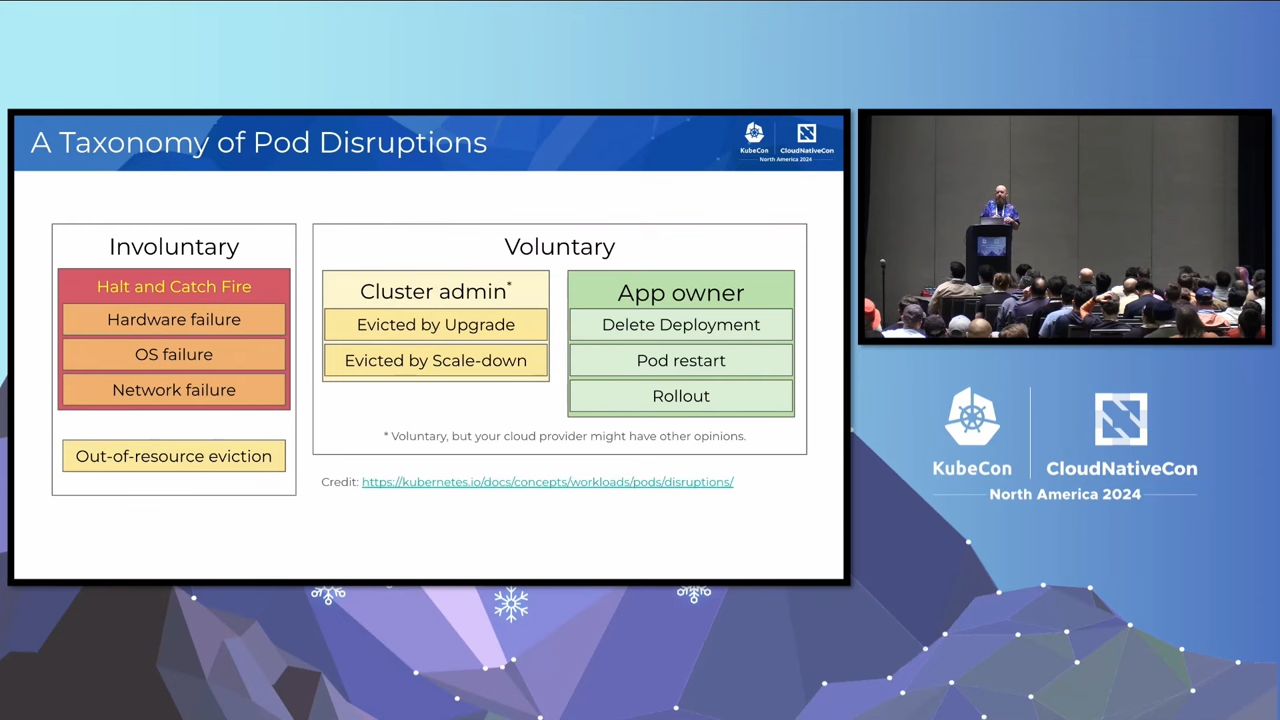 A Taxonomy of Pod Disruptions
KubeCon
CloudNativeCon
North America 2024
Involuntary
Halt and Catch Fire
Hardware failure
OS failure
Network failure
Out-of-resource eviction
Voluntary
Cluster admin*
Evicted by Upgrade
Evicted by Scale-down
App owner
Delete Deployment
Pod restart
Rollout
* Voluntary, but your cloud provider might have other opinions.
Credit: https://kubernetes.io/docs/concepts/workloads/pods/disruptions/
KubeCon
CloudNativeCon
North America 2024